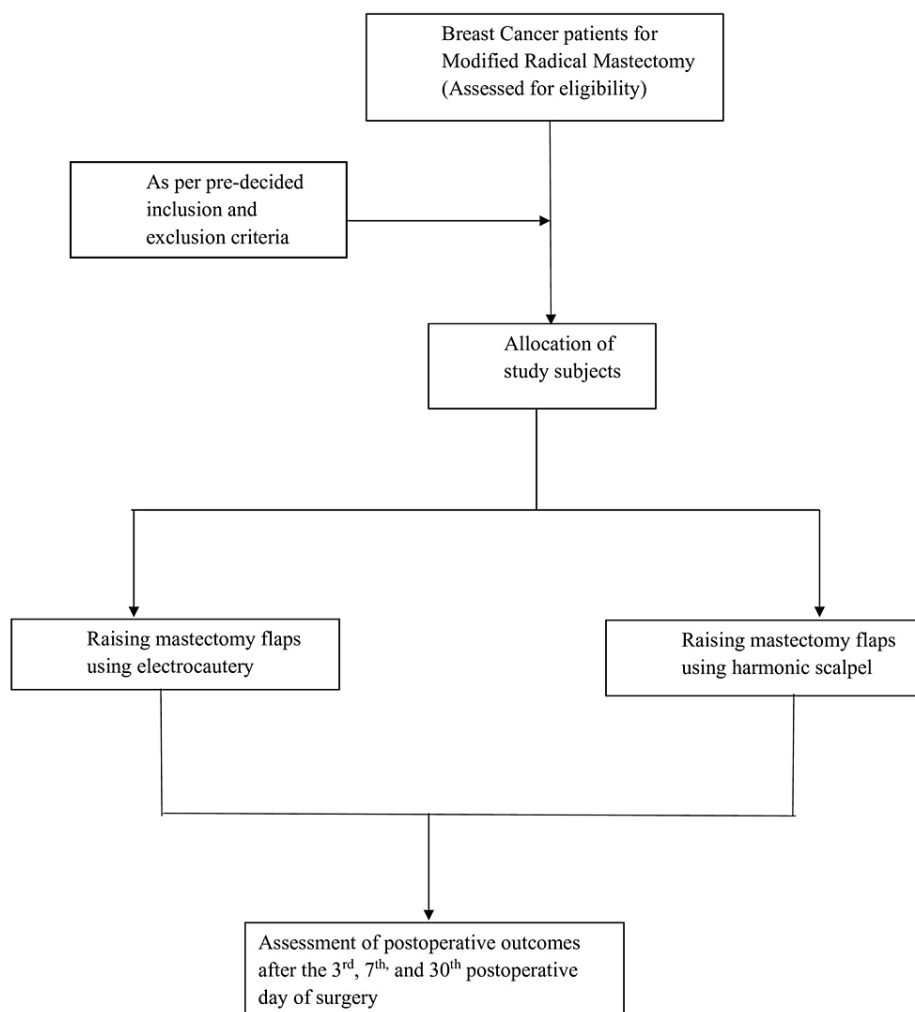 Breast Cancer patients for
Modified Radical Mastectomy
(Assessed for eligibility)
As per pre-decided
inclusion and
exclusion criteria
Allocation of
study subjects
Raising mastectomy flaps
using electrocautery
Raising mastectomy flaps
using harmonic scalpel
Assessment of postoperative outcomes
after the 3rd, 7th, and 30th postoperative
day of surgery